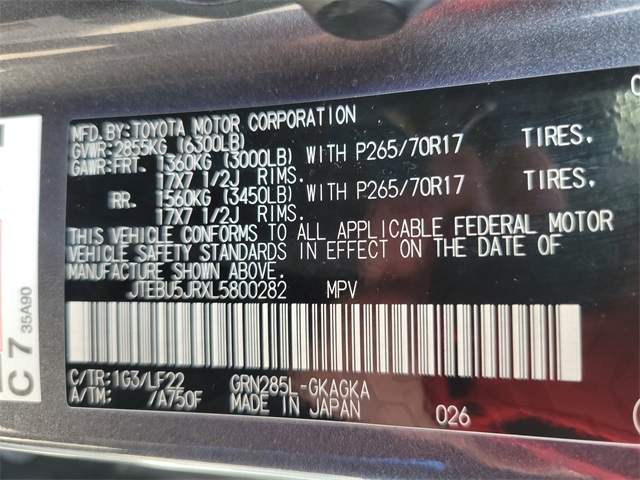 MFD.BY:TOYOTA MOTOR CORPORATION
GVWR:2855KG (6300LB)
GAWR:FRT. 1360KG (3000LB) WITH P265/70R17 TIRES,
17X7 1/2J RIMS.
RR. 1560KG (3450LB) WITH P265/70R17 TIRES,
17X7 1/2J RIMS.
THIS VEHICLE CONFORMS TO ALL APPLICABLE FEDERAL MOTOR
VEHICLE SAFETY STANDARDS IN EFFECT ON THE DATE OF
MANUFACTURE SHOWN ABOVE.
JTEBU5JRXL5800282 MPV
C/TR:1G3/LF22 GRN285L-GKAGKA
A/TM: /A750F MADE IN JAPAN 026
C 7 35A90